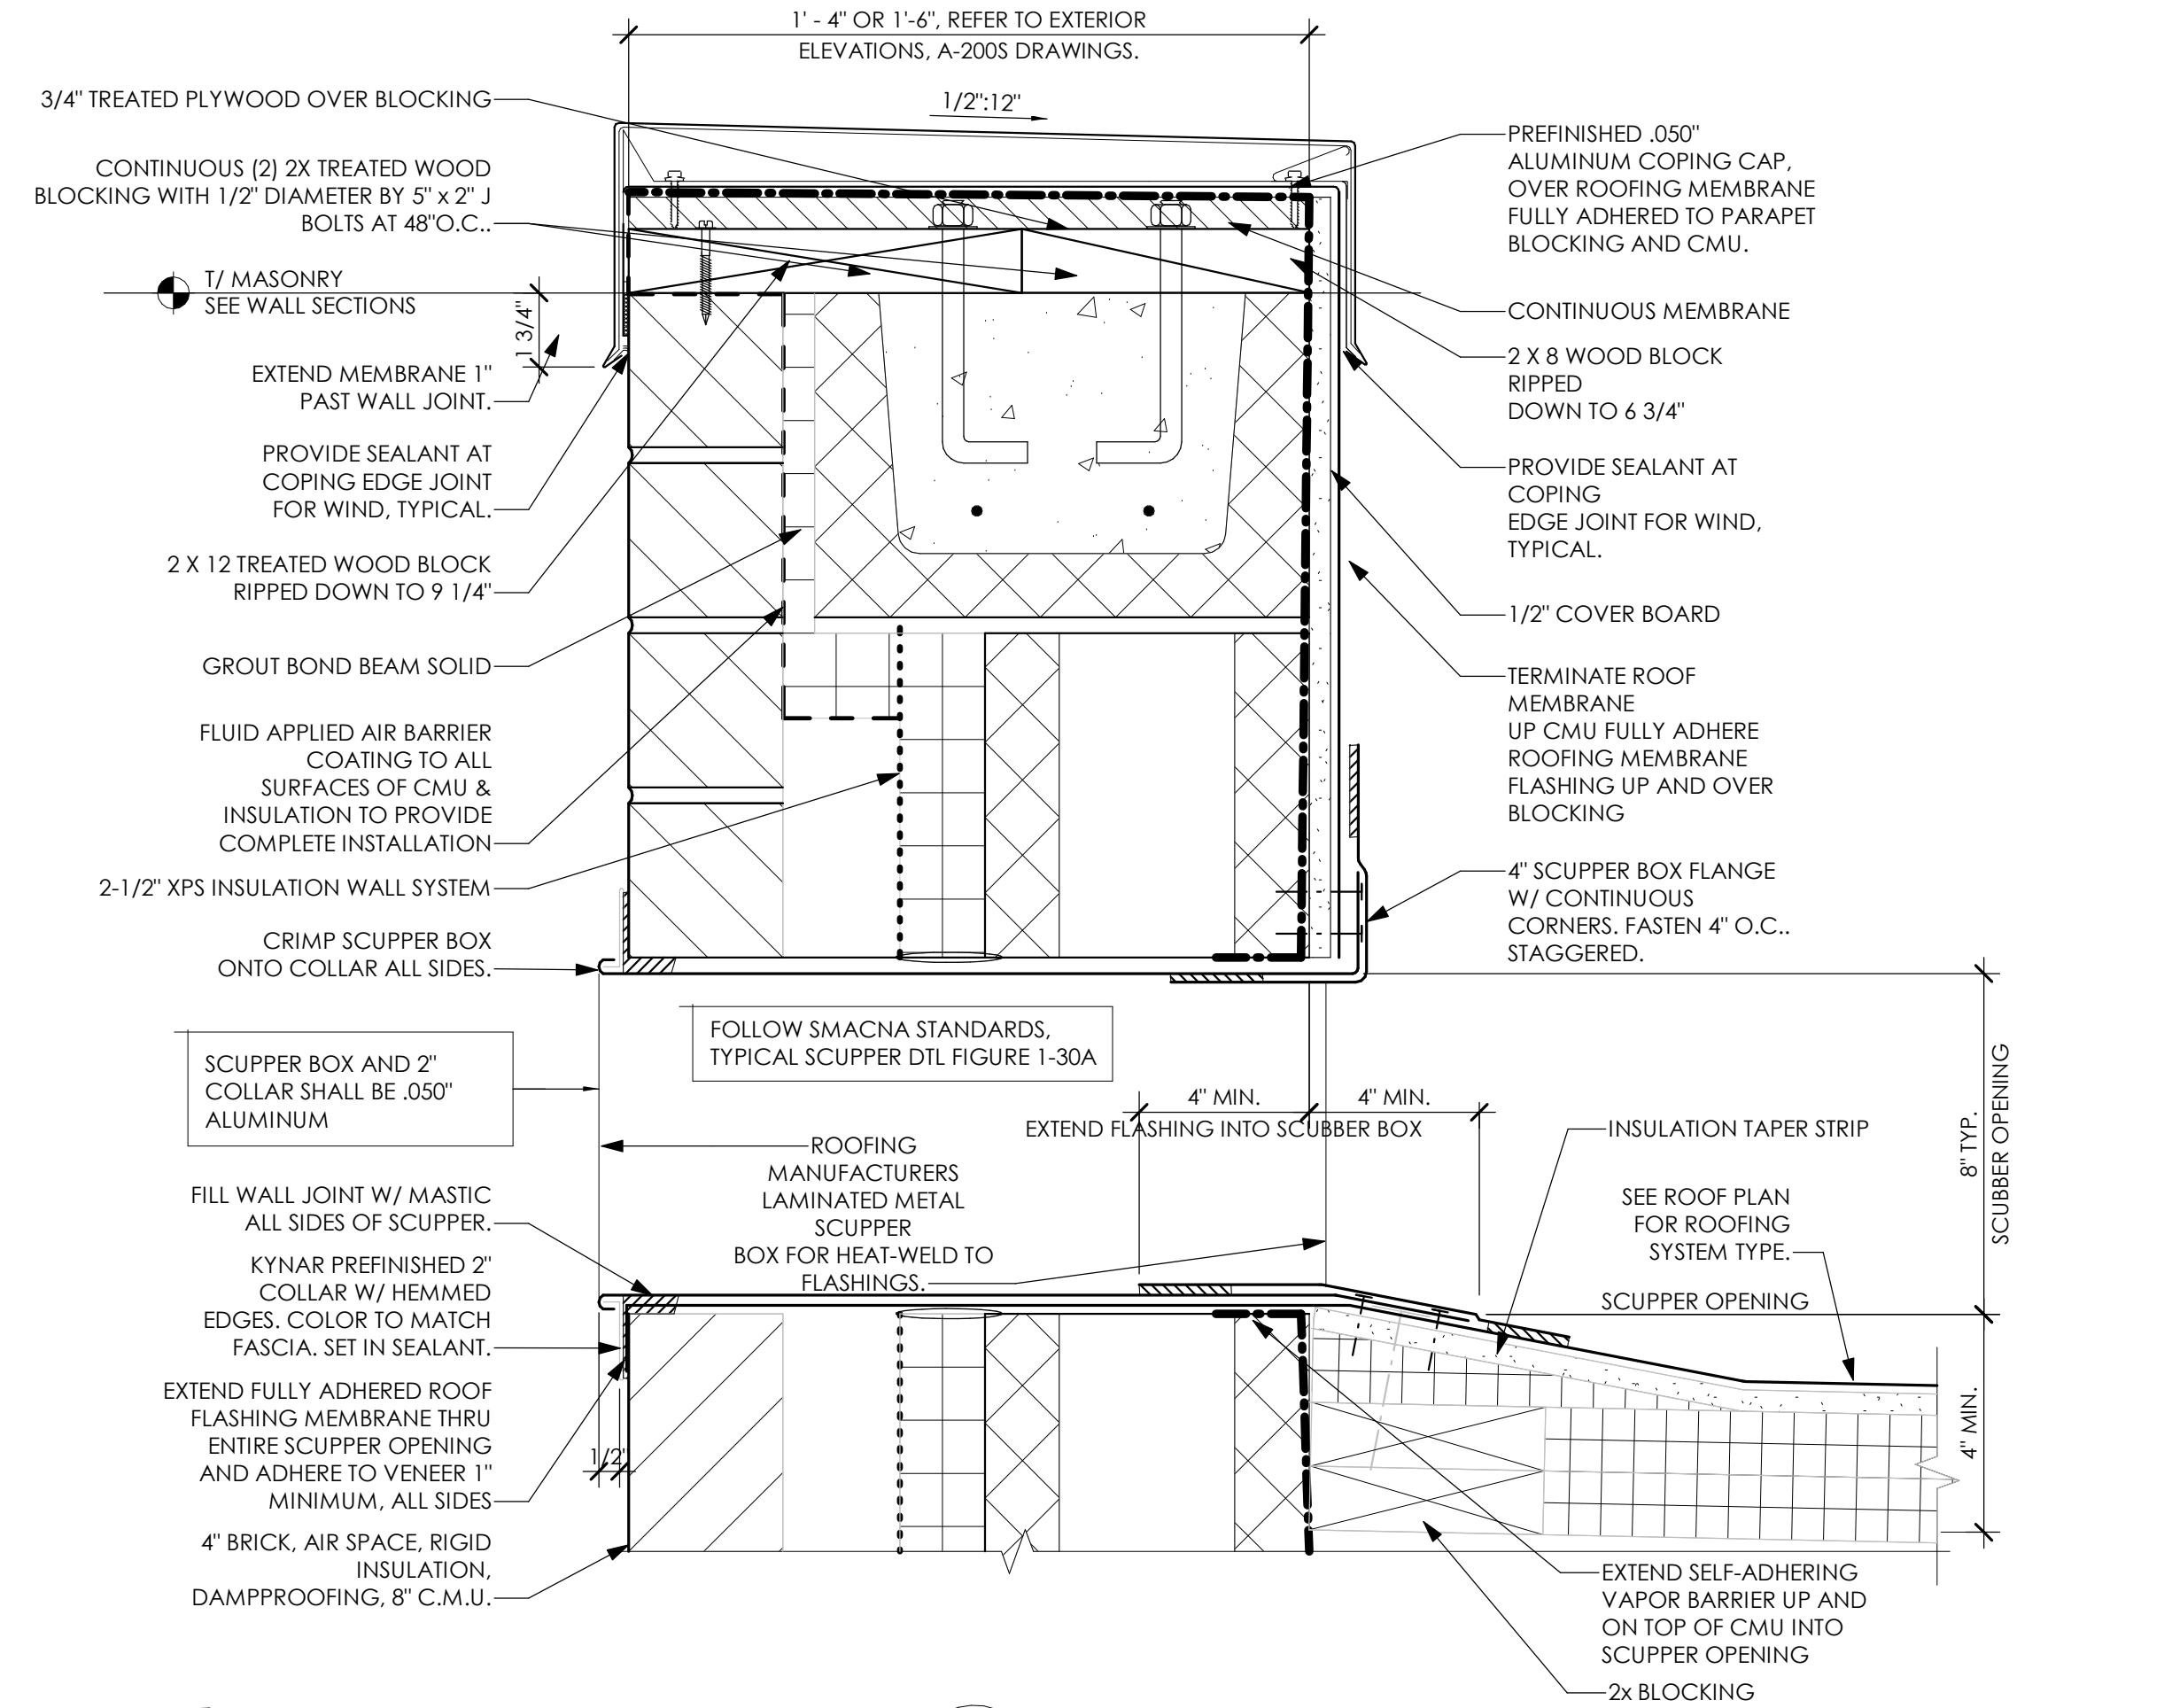 1' - 4" OR 1'-6", REFER TO EXTERIOR
ELEVATIONS, A-200S DRAWINGS.
1/2":12"
3/4" TREATED PLYWOOD OVER BLOCKING
CONTINUOUS (2) 2X TREATED WOOD
BLOCKING WITH 1/2" DIAMETER BY 5" x 2" J
BOLTS AT 48"O.C..
T/ MASONRY
SEE WALL SECTIONS
1 3/4"
EXTEND MEMBRANE 1"
PAST WALL JOINT.
PROVIDE SEALANT AT
COPING EDGE JOINT
FOR WIND, TYPICAL.
2 X 12 TREATED WOOD BLOCK
RIPPED DOWN TO 9 1/4"
GROUT BOND BEAM SOLID
FLUID APPLIED AIR BARRIER
COATING TO ALL
SURFACES OF CMU &
INSULATION TO PROVIDE
COMPLETE INSTALLATION
2-1/2" XPS INSULATION WALL SYSTEM
CRIMP SCUPPER BOX
ONTO COLLAR ALL SIDES.
PREFINISHED .050"
ALUMINUM COPING CAP,
OVER ROOFING MEMBRANE
FULLY ADHERED TO PARAPET
BLOCKING AND CMU.
CONTINUOUS MEMBRANE
2 X 8 WOOD BLOCK
RIPPED
DOWN TO 6 3/4"
PROVIDE SEALANT AT
COPING
EDGE JOINT FOR WIND,
TYPICAL.
1/2" COVER BOARD
TERMINATE ROOF
MEMBRANE
UP CMU FULLY ADHERE
ROOFING MEMBRANE
FLASHING UP AND OVER
BLOCKING
4" SCUPPER BOX FLANGE
W/ CONTINUOUS
CORNERS. FASTEN 4" O.C..
STAGGERED.
FOLLOW SMACNA STANDARDS,
TYPICAL SCUPPER DTL FIGURE 1-30A
SCUPPER BOX AND 2"
COLLAR SHALL BE .050"
ALUMINUM
4" MIN.
4" MIN.
EXTEND FLASHING INTO SCUBBER BOX
ROOFING
MANUFACTURERS
LAMINATED METAL
SCUPPER
BOX FOR HEAT-WELD TO
FLASHINGS.
INSULATION TAPER STRIP
SEE ROOF PLAN
FOR ROOFING
SYSTEM TYPE.
8" TYP.
SCUBBER OPENING
SCUPPER OPENING
4" MIN.
FILL WALL JOINT W/ MASTIC
ALL SIDES OF SCUPPER.
KYNAR PREFINISHED 2"
COLLAR W/ HEMMED
EDGES. COLOR TO MATCH
FASCIA. SET IN SEALANT.
EXTEND FULLY ADHERED ROOF
FLASHING MEMBRANE THRU
ENTIRE SCUPPER OPENING
AND ADHERE TO VENEER 1"
MINIMUM, ALL SIDES
1/2"
4" BRICK, AIR SPACE, RIGID
INSULATION,
DAMPPROOFING, 8" C.M.U.
EXTEND SELF-ADHERING
VAPOR BARRIER UP AND
ON TOP OF CMU INTO
SCUPPER OPENING
2x BLOCKING